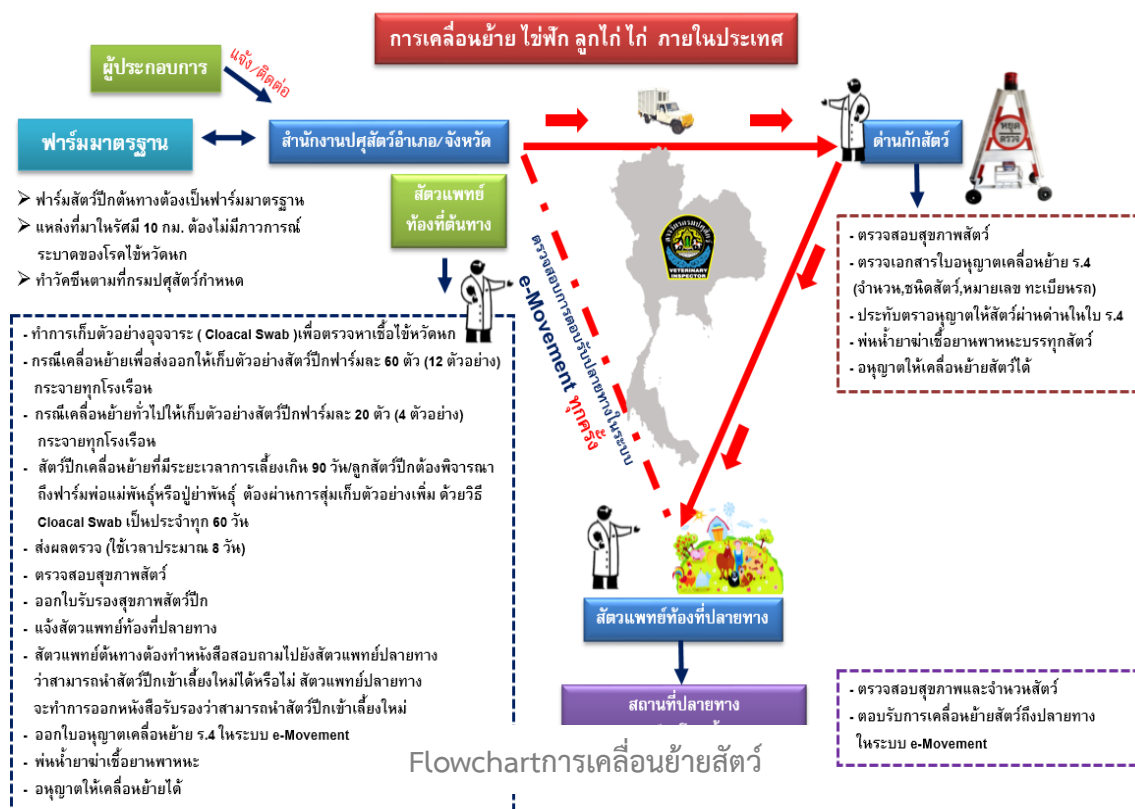 การเคลื่อนย้าย ไข่ฟัก ลูกไก่ ไก่ ภายในประเทศ
ผู้ประกอบการ
แจ้ง/ติดต่อ
ฟาร์มมาตรฐาน
สำนักงานปศุสัตว์อำเภอ/จังหวัด
ด่านกักสัตว์
หยุด
ตรวจ
➢ ฟาร์มสัตว์ปีกต้นทางต้องเป็นฟาร์มมาตรฐาน
➢ แหล่งที่มาในรัศมี 10 กม. ต้องไม่มีภาวการณ์
ระบาดของโรคไข้หวัดนก
➢ ทำวัคซีนตามที่กรมปศุสัตว์กำหนด
สัตวแพทย์
ท้องที่ต้นทาง
ตรวจสอบการตอบรับปลายทางในระบบ
e-Movement ทุกครั้ง
สารวัตรกรมปศุสัตว์
VETERINARY
INSPECTOR
- ตรวจสอบสุขภาพสัตว์
- ตรวจเอกสารใบอนุญาตเคลื่อนย้าย ร.4
(จำนวน,ชนิดสัตว์,หมายเลข ทะเบียนรถ)
- ประทับตราอนุญาตให้สัตว์ผ่านด่านในใบ ร.4
- พ่นน้ำยาฆ่าเชื้อยานพาหนะบรรทุกสัตว์
- อนุญาตให้เคลื่อนย้ายสัตว์ได้
- ทำการเก็บตัวอย่างอุจจาระ ( Cloacal Swab )เพื่อตรวจหาเชื้อไข้หวัดนก
- กรณีเคลื่อนย้ายเพื่อส่งออกให้เก็บตัวอย่างสัตว์ปีกฟาร์มละ 60 ตัว (12 ตัวอย่าง)
กระจายทุกโรงเรือน
- กรณีเคลื่อนย้ายทั่วไปให้เก็บตัวอย่างสัตว์ปีกฟาร์มละ 20 ตัว (4 ตัวอย่าง)
กระจายทุกโรงเรือน
- สัตว์ปีกเคลื่อนย้ายที่มีระยะเวลาการเลี้ยงเกิน 90 วัน/ลูกสัตว์ปีกต้องพิจารณา
ถึงฟาร์มพ่อแม่พันธุ์หรือปู่ย่าพันธุ์ ต้องผ่านการสุ่มเก็บตัวอย่างเพิ่ม ด้วยวิธี
Cloacal Swab เป็นประจำทุก 60 วัน
- ส่งผลตรวจ (ใช้เวลาประมาณ 8 วัน)
- ตรวจสอบสุขภาพสัตว์
- ออกใบรับรองสุขภาพสัตว์ปีก
- แจ้งสัตวแพทย์ท้องที่ปลายทาง
- สัตวแพทย์ต้นทางต้องทำหนังสือสอบถามไปยังสัตวแพทย์ปลายทาง
ว่าสามารถนำสัตว์ปีกเข้าเลี้ยงใหม่ได้หรือไม่ สัตวแพทย์ปลายทาง
จะทำการออกหนังสือรับรองว่าสามารถนำสัตว์ปีกเข้าเลี้ยงใหม่
- ออกใบอนุญาตเคลื่อนย้าย ร.4 ในระบบ e-Movement
- พ่นน้ำยาฆ่าเชื้อยานพาหนะ
- อนุญาตให้เคลื่อนย้ายได้
สัตวแพทย์ท้องที่ปลายทาง
สถานที่ปลายทาง
- ตรวจสอบสุขภาพและจำหวนสัตว์
- ตอบรับการเคลื่อนย้ายสัตว์ถึงปลายทาง
ในระบบ e-Movement
Flowchartการเคลื่อนย้ายสัตว์